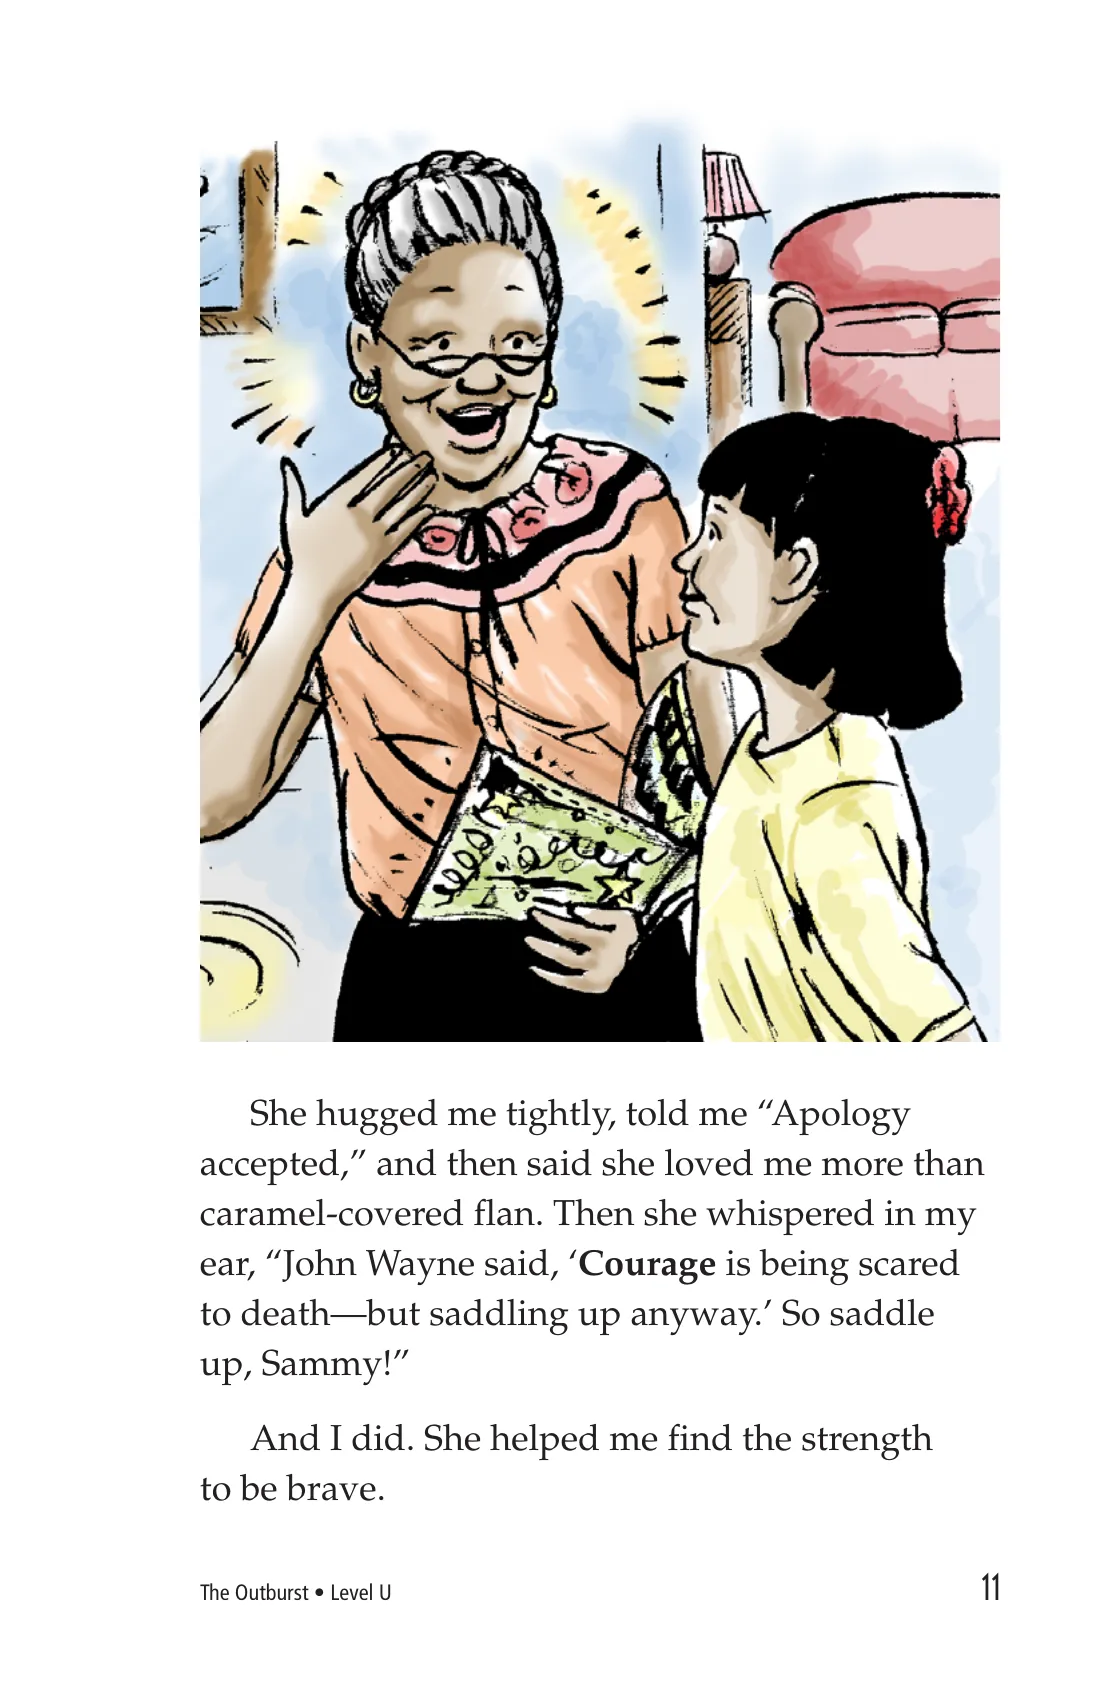 She hugged me tightly, told me “Apology
accepted,” and then said she loved me more than
caramel-covered flan. Then she whispered in my
ear, “John Wayne said, ‘Courage is being scared
to death—but saddling up anyway.’ So saddle
up, Sammy!”
And I did. She helped me find the strength
to be brave.
The Outburst • Level U
11